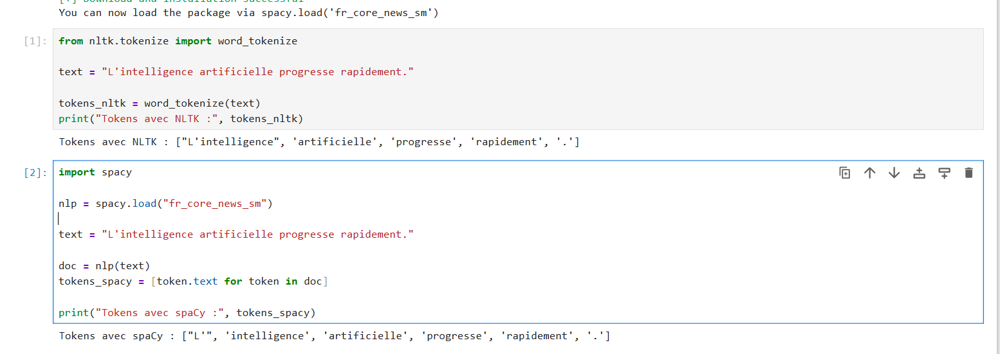 [✓] Download and installation successful
You can now load the package via spacy.load('fr_core_news_sm')
[1]:
from nltk.tokenize import word_tokenize
text = "L'intelligence artificielle progresse rapidement."
tokens_nltk = word_tokenize(text)
print("Tokens avec NLTK :", tokens_nltk)
Tokens avec NLTK : ["L'intelligence", 'artificielle', 'progresse', 'rapidement', '.']
[2]:
import spacy
nlp = spacy.load("fr_core_news_sm")
text = "L'intelligence artificielle progresse rapidement."
doc = nlp(text)
tokens_spacy = [token.text for token in doc]
print("Tokens avec spaCy :", tokens_spacy)
Tokens avec spaCy : ["L'", 'intelligence', 'artificielle', 'progresse', 'rapidement', '.']